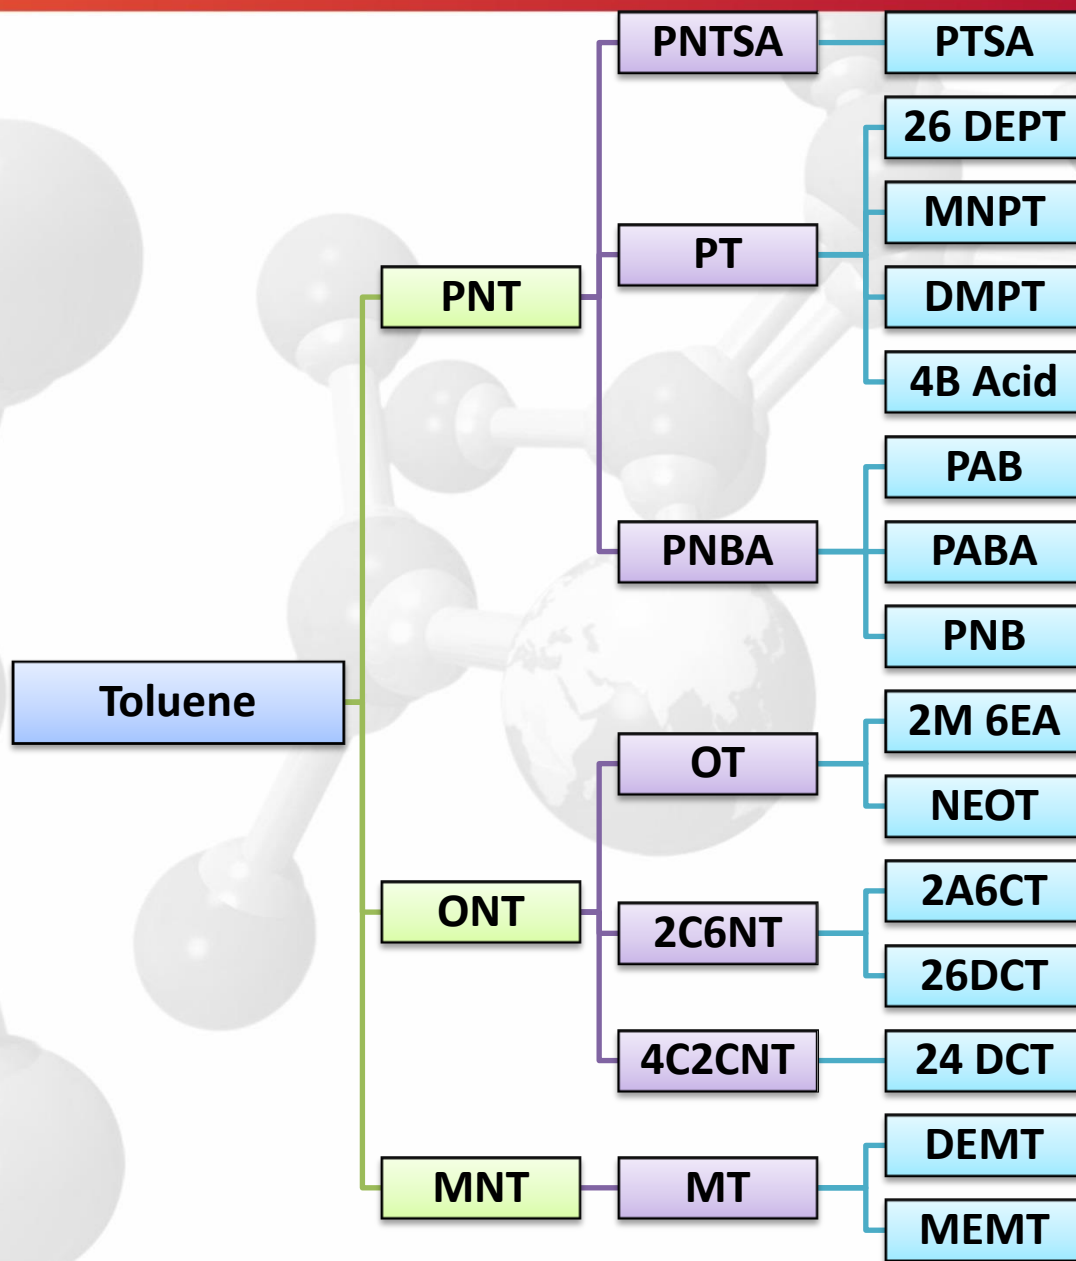 PNTSA
PTSA
26 DEPT
MNPT
PT
DMPT
PNT
4B Acid
PAB
PNBA
PABA
PNB
Toluene
2M 6EA
OT
NEOT
2A6CT
ONT
2C6NT
26DCT
4C2CNT
24 DCT
DEMT
MNT
MT
MEMT